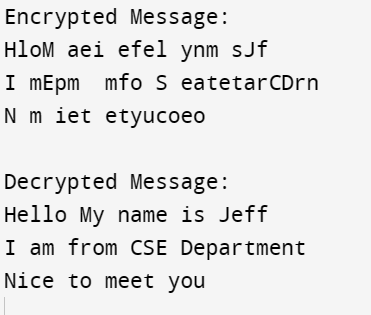 Encrypted Message:
HloM aei efel ynm sJf
I mEpm  mfo S eatetarCDrn
N m iet etyucoeo
Decrypted Message:
Hello My name is Jeff
I am from CSE Department
Nice to meet you